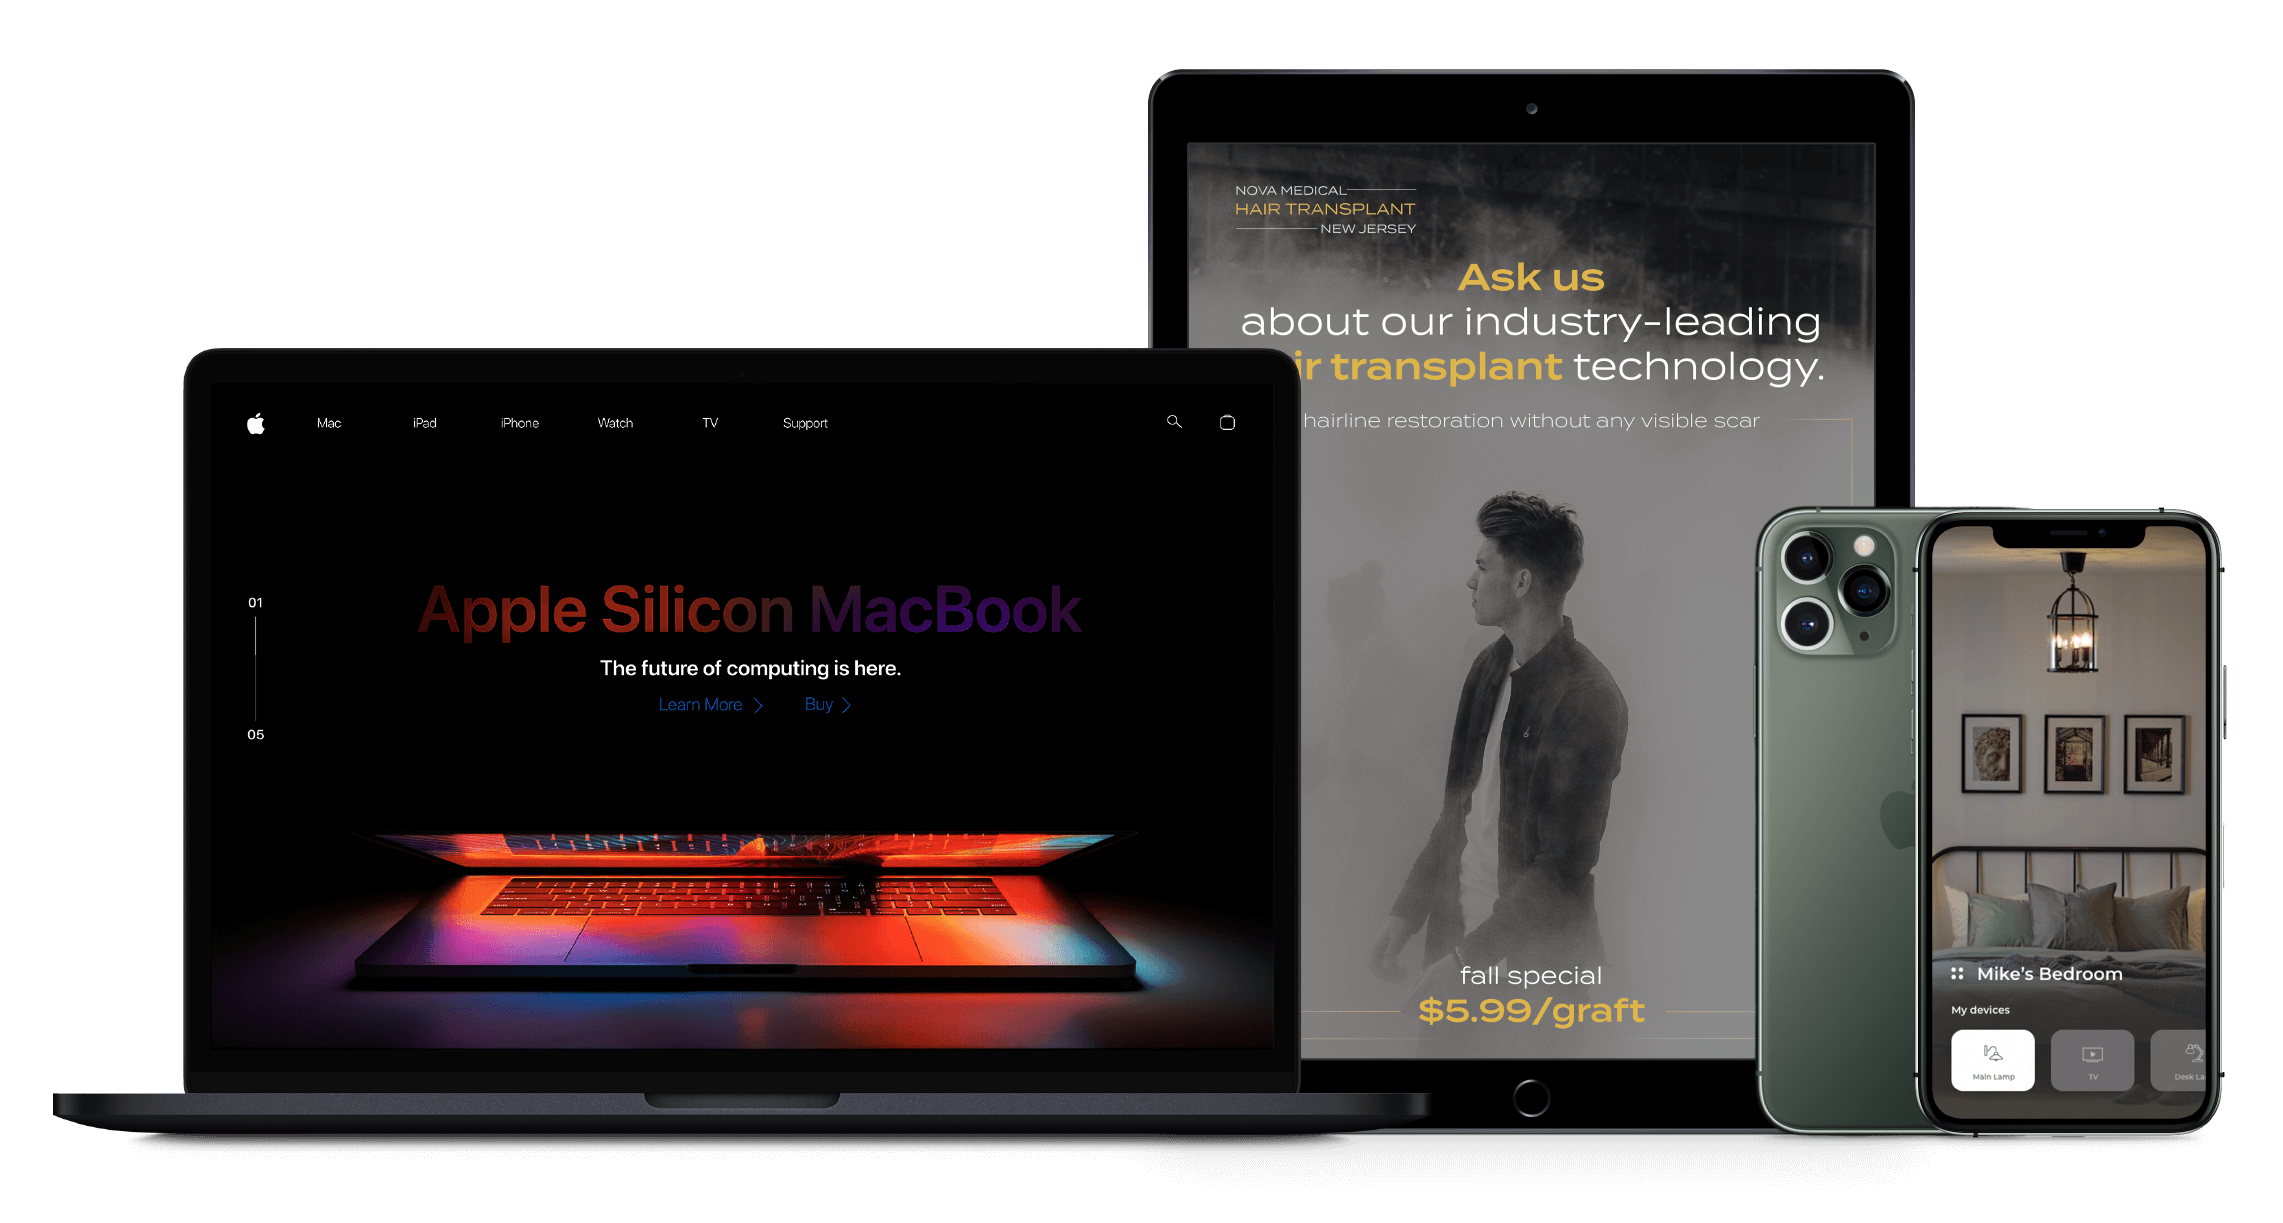 Mac
iPad
iPhone
Watch
TV
Support
01
05
Apple Silicon MacBook
The future of computing is here.
Learn More
Buy
NOVA MEDICAL
HAIR TRANSPLANT
NEW JERSEY
Ask us
about our industry-leading
ir transplant technology.
hairline restoration without any visible scar
6
fall special
$5.99/graft
Mike's Bedroom
My devices
Main Lamp
TV
Desk La